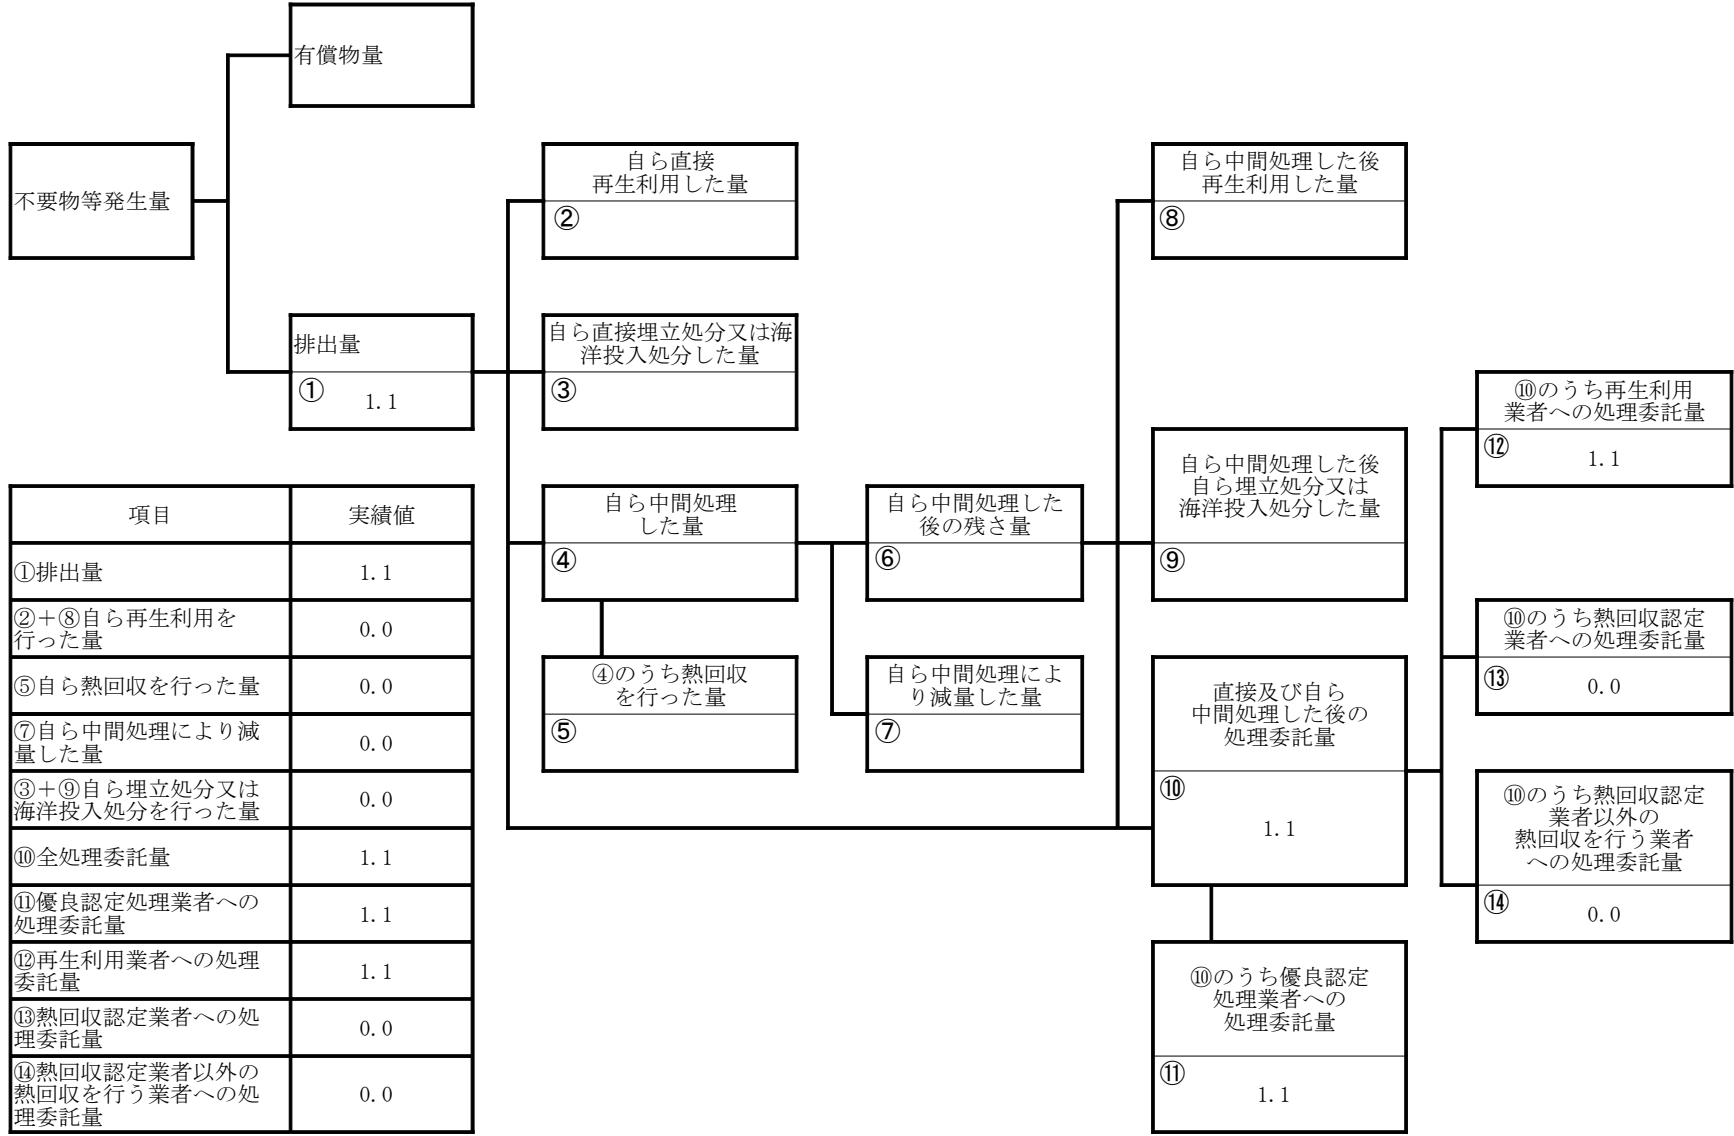 有償物量
不要物等発生量
自ら直接
再生利用した量
②
自ら中間処理した後
再生利用した量
⑧
排出量
①
1.1
自ら直接埋立処分又は海
洋投入処分した量
③
⑩のうち再生利用
業者への処理委託量
⑫
1.1
自ら中間処理
した量
④
自ら中間処理した
後の残さ量
⑥
自ら中間処理した後
自ら埋立処分又は
海洋投入処分した量
⑨
⑩のうち熱回収認定
業者への処理委託量
⑬
0.0
④のうち熱回収
を行った量
⑤
自ら中間処理によ
り減量した量
⑦
直接及び自ら
中間処理した後の
処理委託量
⑩
1.1
⑩のうち熱回収認定
業者以外の
熱回収を行う業者
への処理委託量
⑭
0.0
⑩のうち優良認定
処理業者への
処理委託量
⑪
1.1
項目
実績値
①排出量
1.1
②＋⑧自ら再生利用を
行った量
0.0
⑤自ら熱回収を行った量
0.0
⑦自ら中間処理により減
量した量
0.0
③＋⑨自ら埋立処分又は
海洋投入処分を行った量
0.0
⑩全処理委託量
1.1
⑪優良認定処理業者への
処理委託量
1.1
⑫再生利用業者への処理
委託量
1.1
⑬熱回収認定業者への処
理委託量
0.0
⑭熱回収認定業者以外の
熱回収を行う業者への処
理委託量
0.0